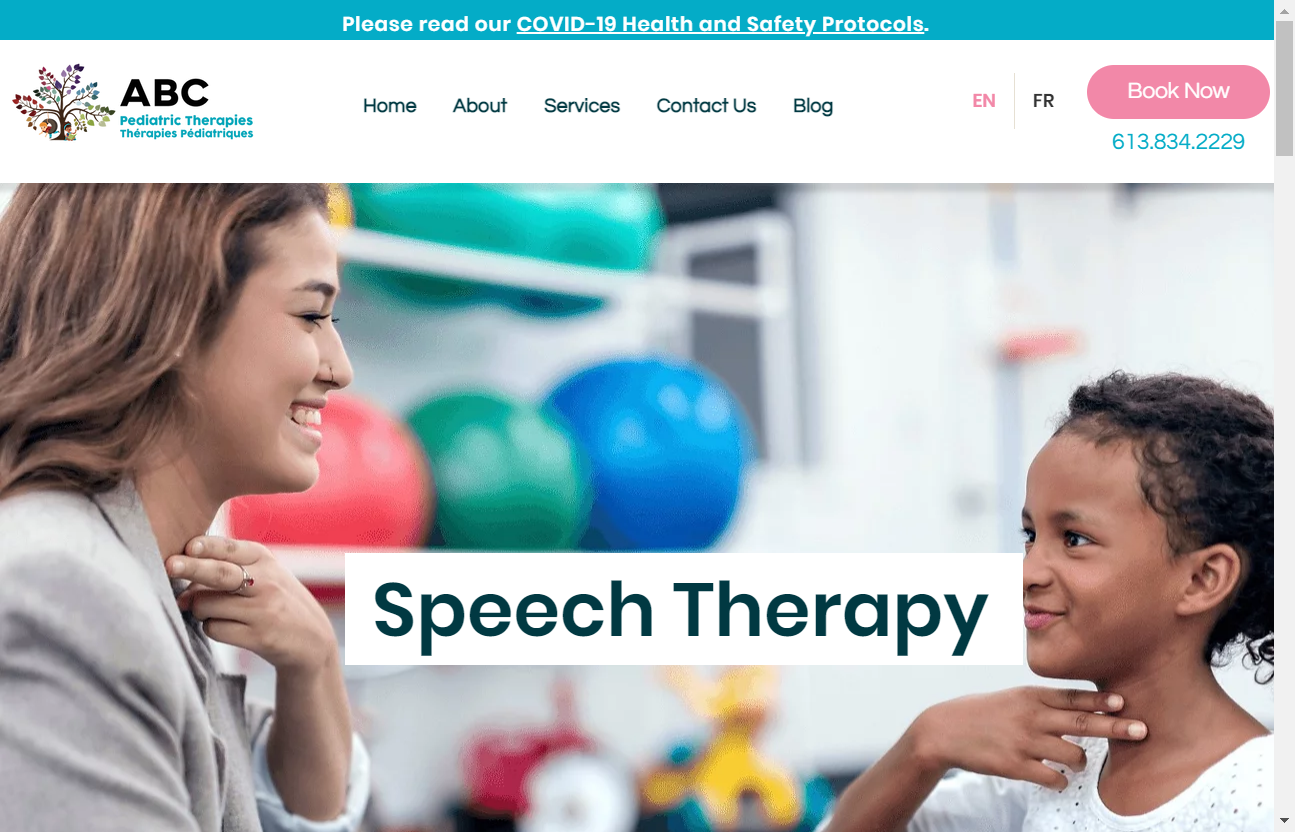 Please read our COVID-19 Health and Safety Protocols.
ABC
Pediatric Therapies
Thérapies Pédiatriques
Home
About
Services
Contact Us
Blog
EN
FR
Book Now
613.834.2229
Speech Therapy